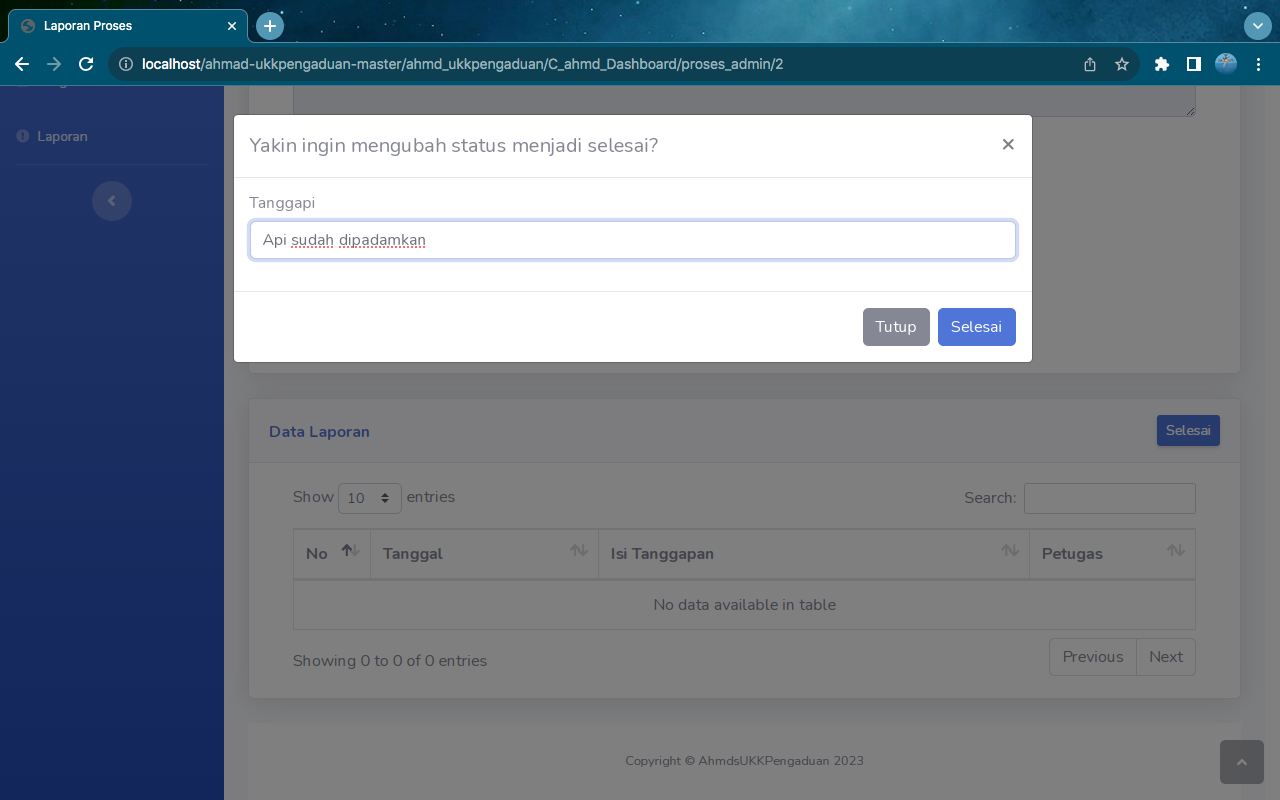 Laporan Proses
localhost/ahmad-ukkpengaduan-master/ahmd_ukkpengaduan/C_ahmd_Dashboard/proses_admin/2
Laporan
Yakin ingin mengubah status menjadi selesai?
Tanggapi
Api sudah dipadamkan
Tutup
Selesai
Data Laporan
Selesai
Show 10 entries
Search:
No Tanggal Isi Tanggapan Petugas
No data available in table
Showing 0 to 0 of 0 entries
Previous Next
Copyright © AhmdsUKKPengaduan 2023